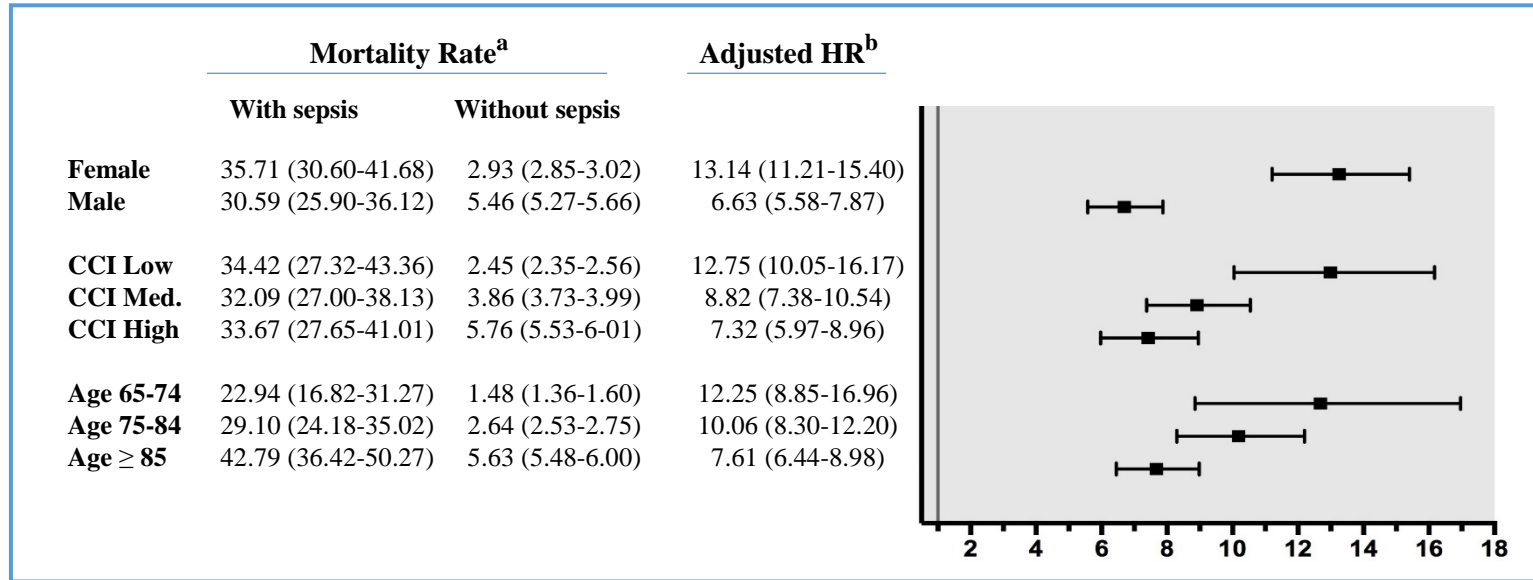 Mortality Rate^a Adjusted HR^b
With sepsis Without sepsis
Female 35.71 (30.60-41.68) 2.93 (2.85-3.02) 13.14 (11.21-15.40)
Male 30.59 (25.90-36.12) 5.46 (5.27-5.66) 6.63 (5.58-7.87)
CCI Low 34.42 (27.32-43.36) 2.45 (2.35-2.56) 12.75 (10.05-16.17)
CCI Med. 32.09 (27.00-38.13) 3.86 (3.73-3.99) 8.82 (7.38-10.54)
CCI High 33.67 (27.65-41.01) 5.76 (5.53-6-01) 7.32 (5.97-8.96)
Age 65-74 22.94 (16.82-31.27) 1.48 (1.36-1.60) 12.25 (8.85-16.96)
Age 75-84 29.10 (24.18-35.02) 2.64 (2.53-2.75) 10.06 (8.30-12.20)
Age ≥ 85 42.79 (36.42-50.27) 5.63 (5.48-6.00) 7.61 (6.44-8.98)
2 4 6 8 10 12 14 16 18